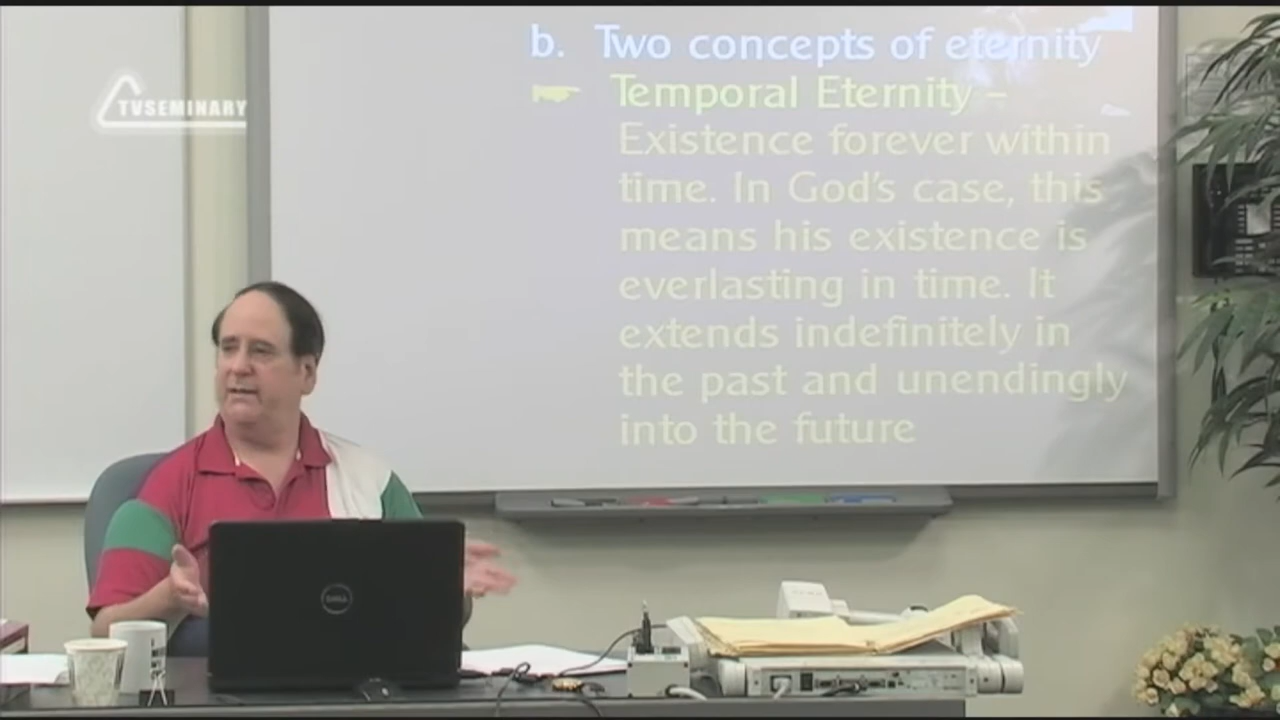 b. Two concepts of eternity
TVSEMINARY
Temporal Eternity –
Existence forever within
time. In God's case, this
means his existence is
everlasting in time. It
extends indefinitely in
the past and unendingly
into the future
DELL